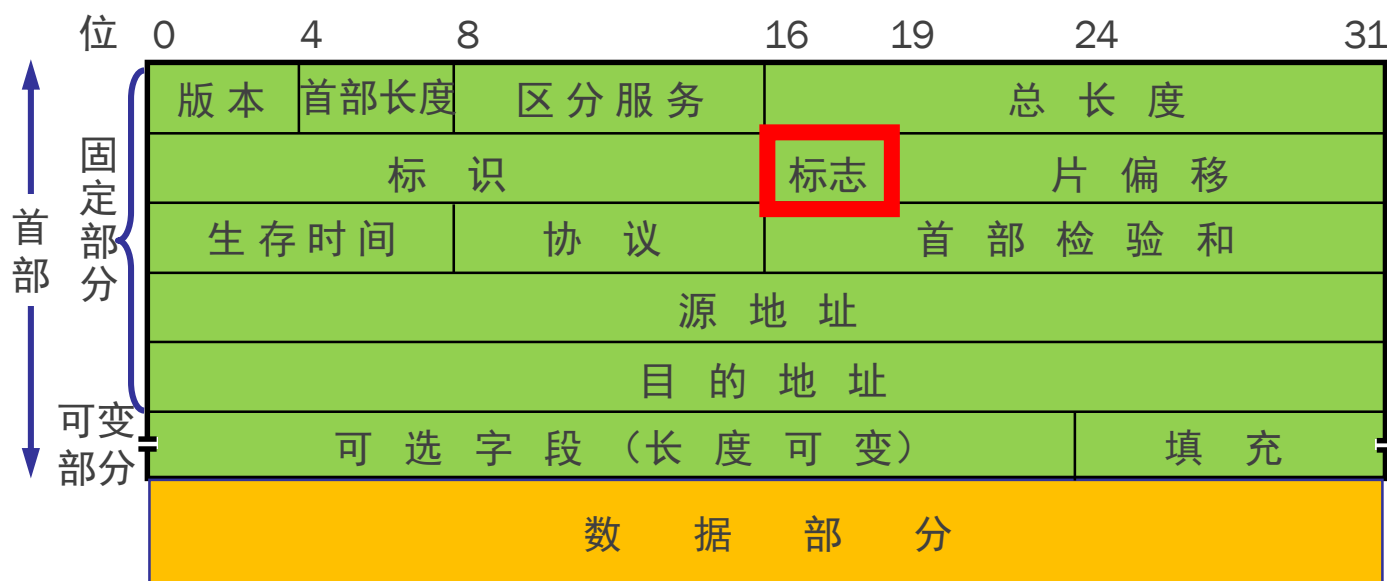 位 0 4 8 16 19 24 31
版本 首部长度 区分服务 总长度
标识 标志 片偏移
生存时间 协议 首部检验和
源地址
目的地址
可选字段（长度可变） 填充
数据部分
首部
固定部分
可变
部分